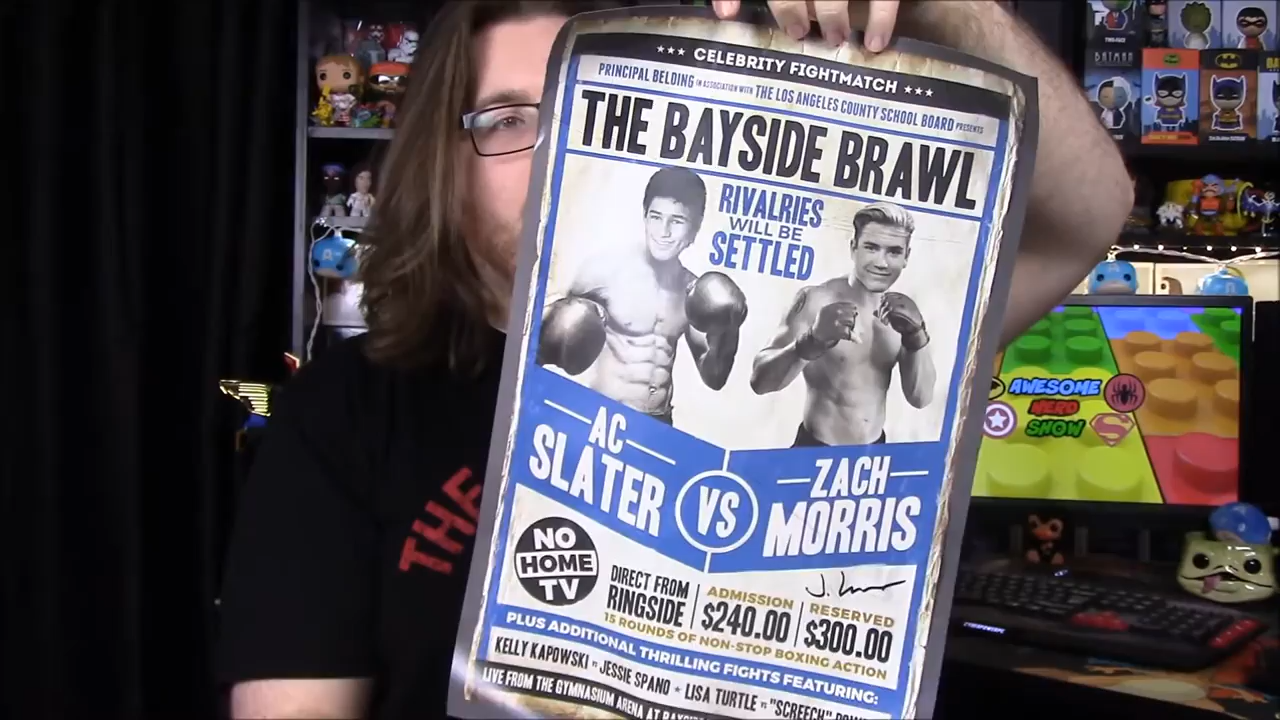 ★★★ CELEBRITY FIGHTMATCH ★★★
PRINCIPAL BELDING IN ASSOCIATION WITH THE LOS ANGELES COUNTY SCHOOL BOARD PRESENTS
THE BAYSIDE BRAWL
RIVALRIES
WILL BE
SETTLED
AC
SLATER
VS
ZACH
MORRIS
NO
HOME
TV
DIRECT FROM
RINGSIDE
ADMISSION
$240.00
RESERVED
$300.00
15 ROUNDS OF NON-STOP BOXING ACTION
PLUS ADDITIONAL THRILLING FIGHTS FEATURING:
KELLY KAPOWSKI vs JESSIE SPANO ★ LISA TURTLE vs "SCREECH"
LIVE FROM THE GYMNASIUM ARENA AT
THE
BATMAN
AWESOME
NERD
SHOW